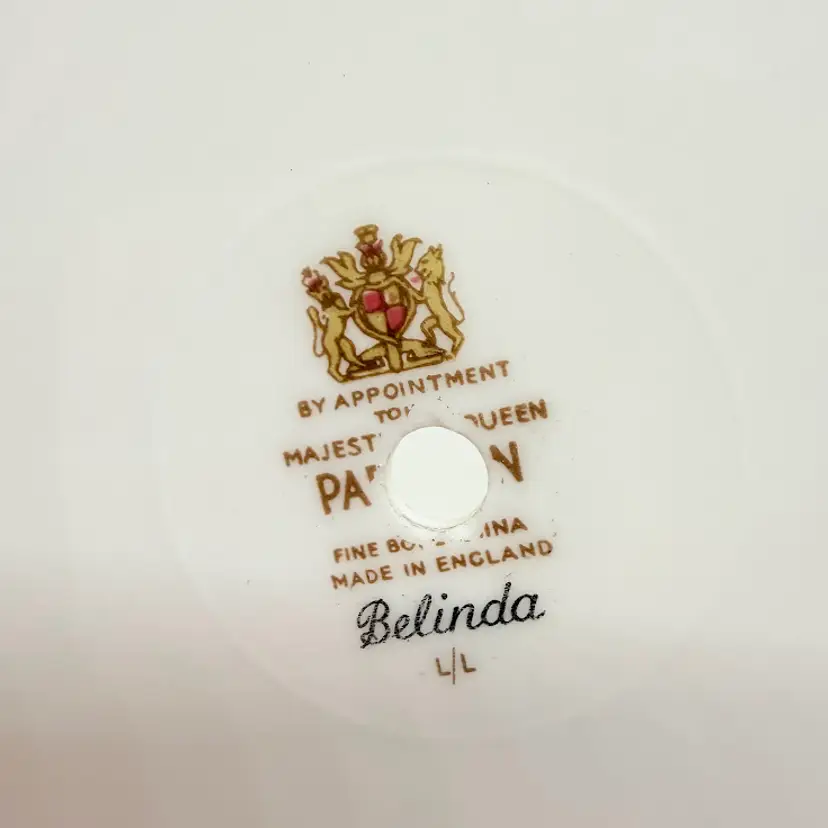 BY APPOINTMENT
TO QUEEN
MAJEST
PA N
FINE BO INA
MADE IN ENGLAND
Belinda
L/L